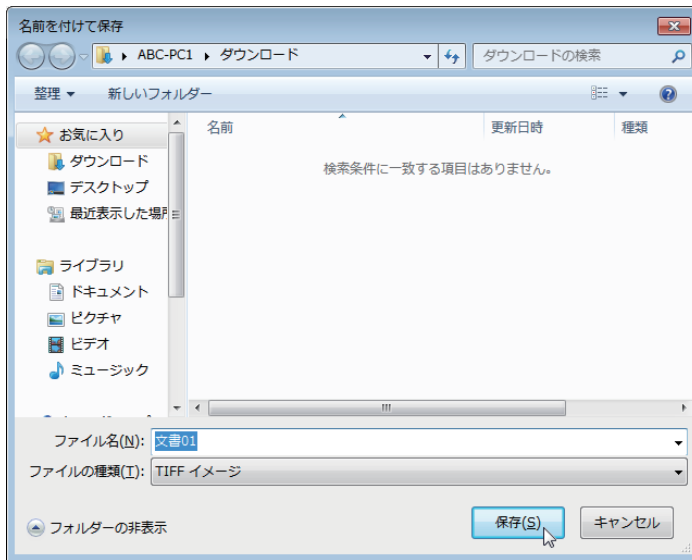 名前を付けて保存
ABC-PC1 ダウンロード ダウンロードの検索
整理 新しいフォルダー
お気に入り 名前 更新日時 種類
検索条件に一致する項目はありません。
ダウンロード
デスクトップ
最近表示した場所
ライブラリ
ドキュメント
ピクチャ
ビデオ
ミュージック
ファイル名(N): 文書01
ファイルの種類(T): TIFF イメージ
フォルダーの非表示 保存(S) キャンセル